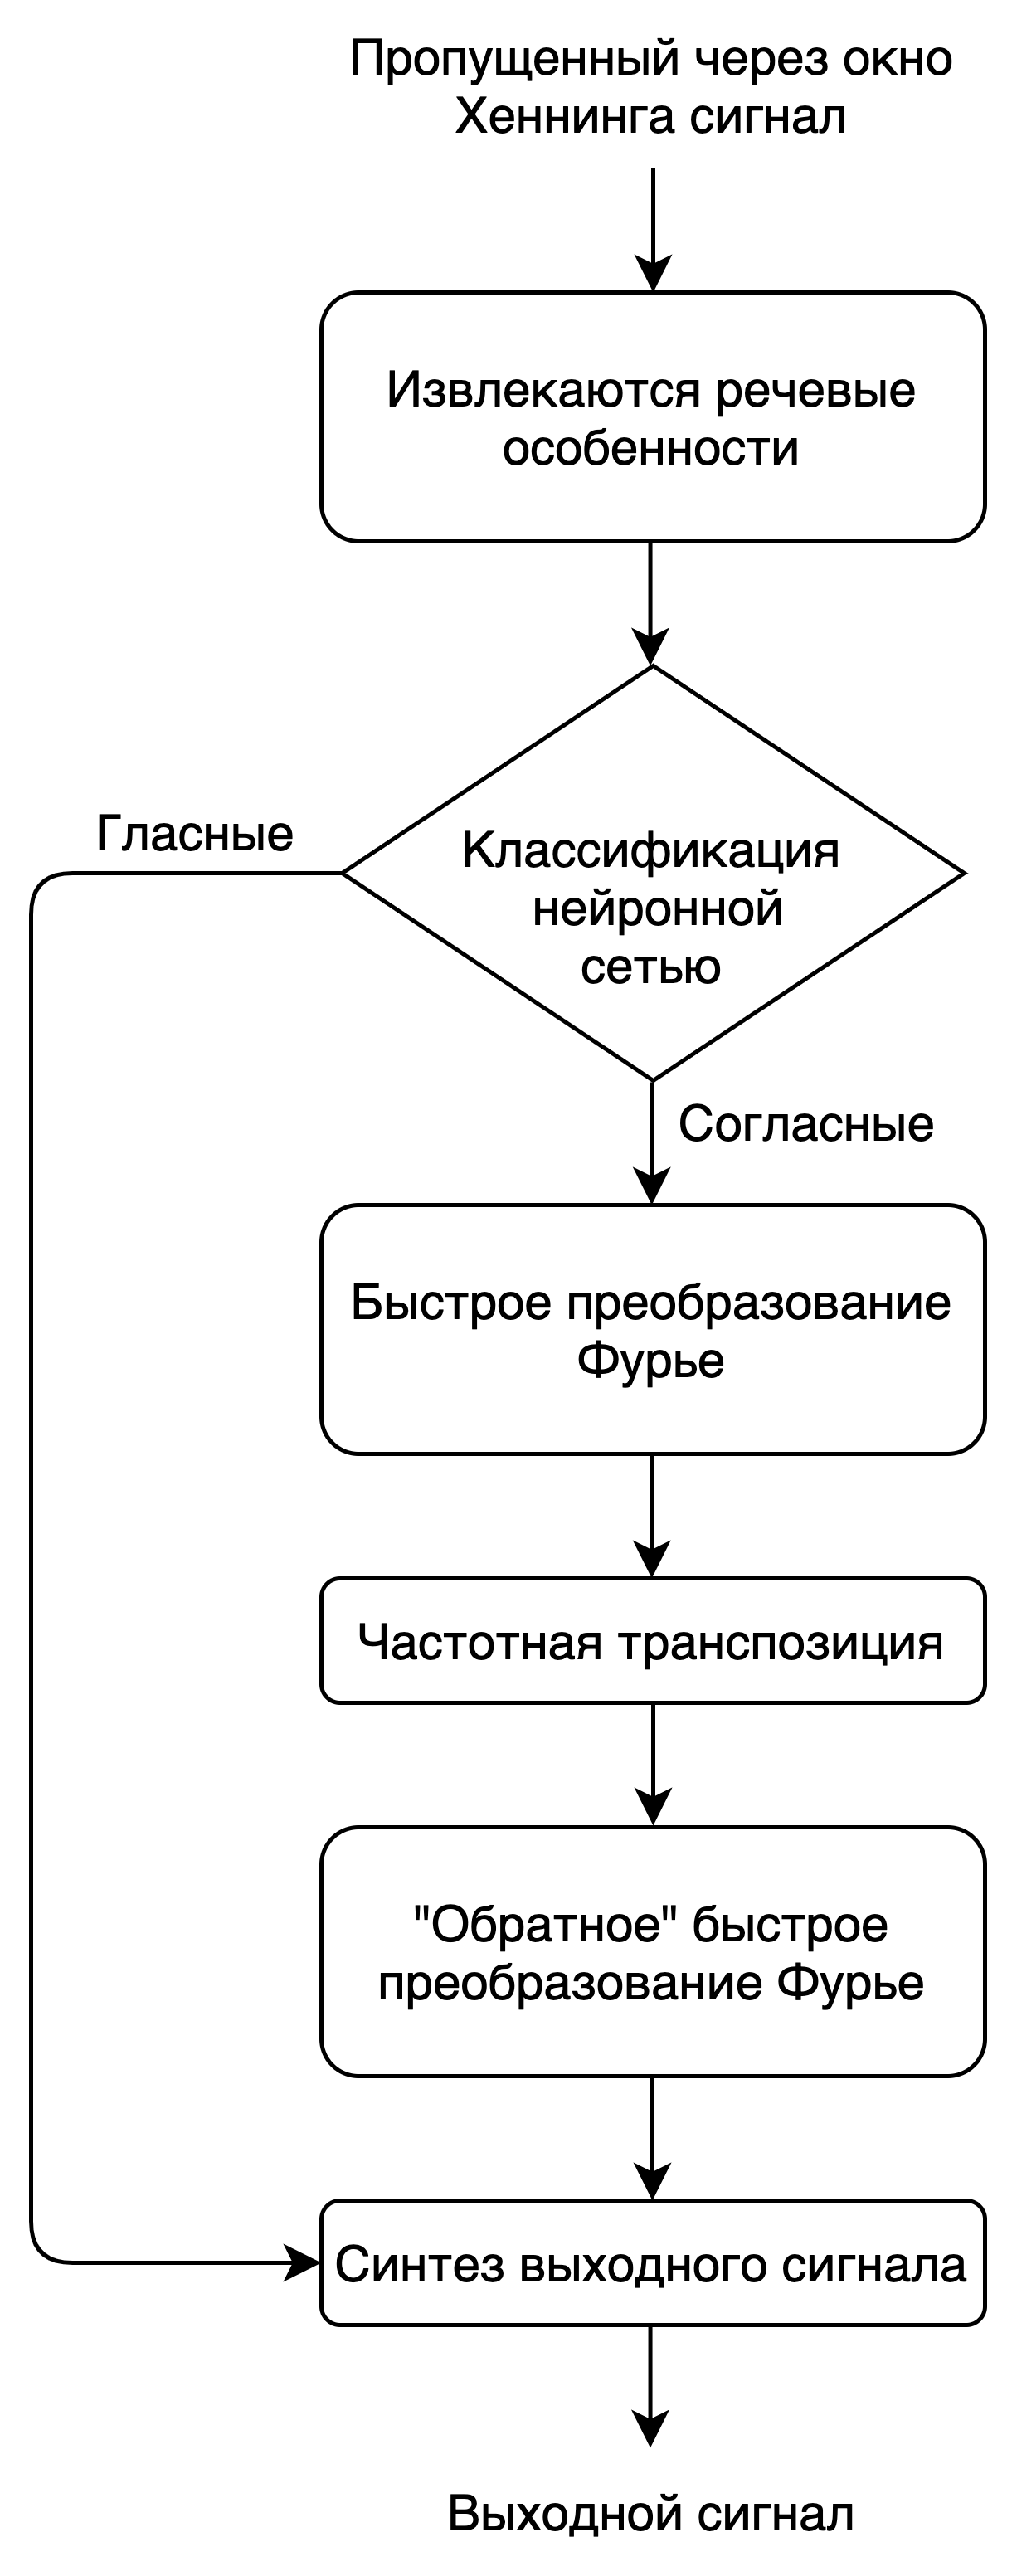 Пропущенный через окно
Хеннинга сигнал
Извлекаются речевые
особенности
Гласные
Классификация
нейронной
сетью
Согласные
Быстрое преобразование
Фурье
Частотная транспозиция
"Обратное" быстрое
преобразование Фурье
Синтез выходного сигнала
Выходной сигнал